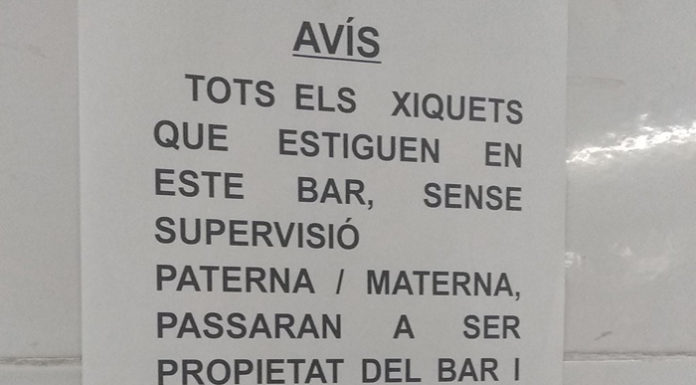 AVÍS
TOTS ELS XIQUETS
QUE ESTIGUEN EN
ESTE BAR, SENSE
SUPERVISIÓ
PATERNA / MATERNA,
PASSARAN A SER
PROPIETAT DEL BAR I